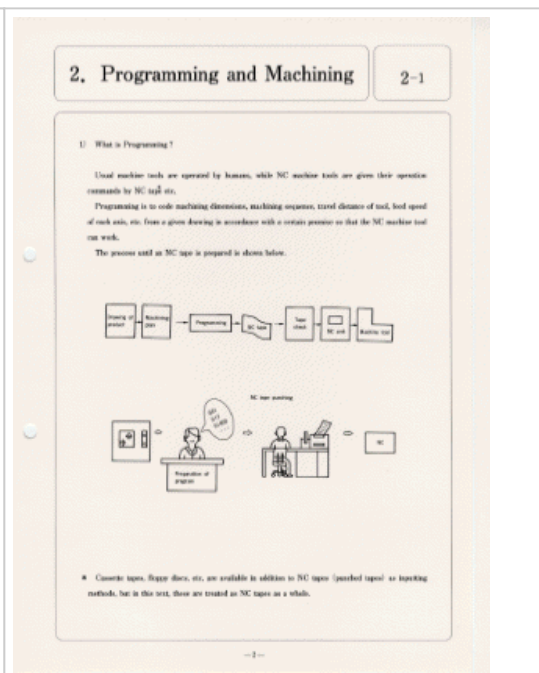 2. Programming and Machining
2-1
1) What is Programming ?
Usual machine tools are operated by humans, while NC machine tools are given their operation
commands by NC tape* etc.
Programming is to code machining dimensions, machining sequence, travel distance of tool, feed speed
of each axis, etc. from a given drawing in accordance with a certain promise so that the NC machine tool
can work.
The process until an NC tape is prepared is shown below.
Drawing of
product
Machining
plan
Programming
NC tape
Tape
check
NC unit
Machine tool
NC tape punching
Preparation of
program
NC
* Cassette tapes, floppy discs, etc. are available in addition to NC tapes (punched tapes) as inputting
methods, but in this text, these are treated as NC tapes as a whole.
—2—